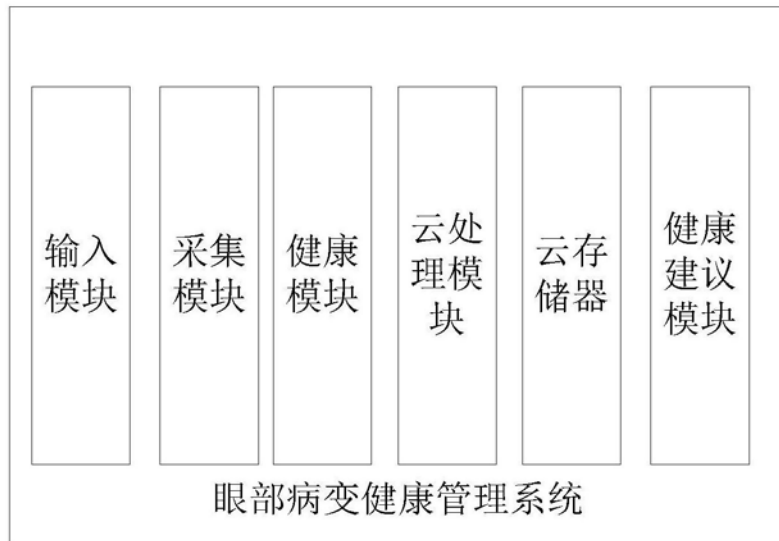 输入
模块
采集
模块
健康
模块
云处
理模
块
云存
储器
健康
建议
模块
眼部病变健康管理系统